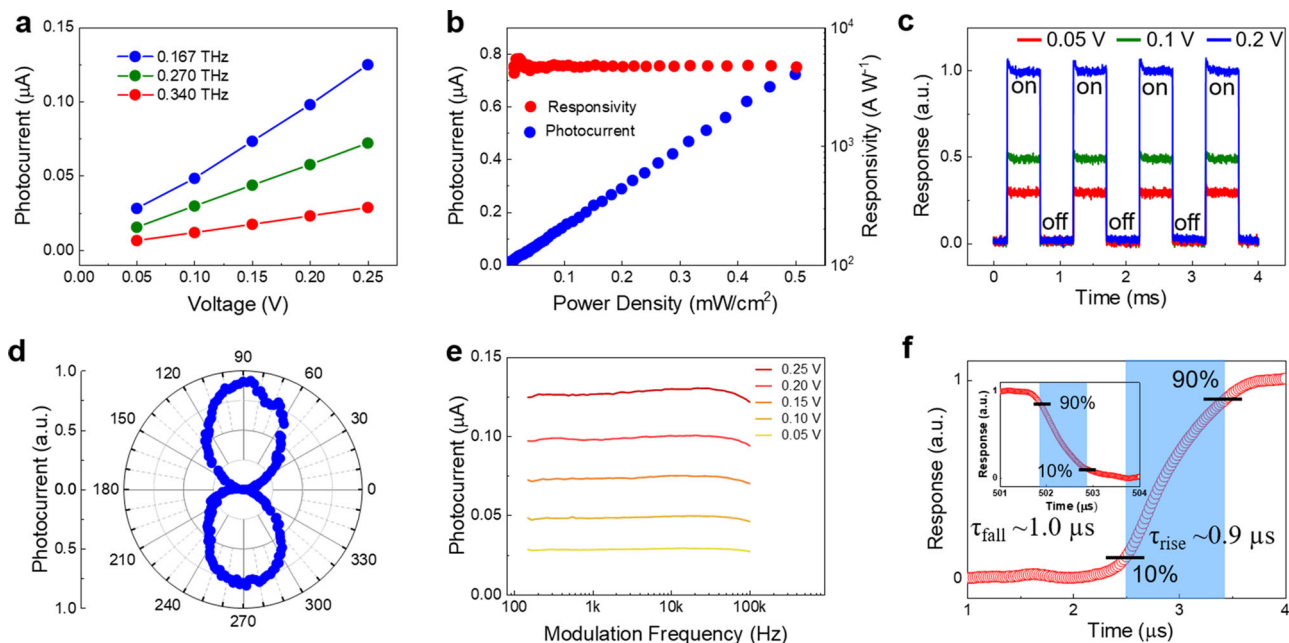 a
0.15
0.10
0.05
0.00
Photocurrent (μA)
0.167 THz
0.270 THz
0.340 THz
0.00 0.05 0.10 0.15 0.20 0.25
Voltage (V)
b
1.0
0.8
0.6
0.4
0.2
0.0
Photocurrent (μA)
Responsivity
Photocurrent
10⁴
10³
10²
Responsivity (A W⁻¹)
0.1 0.2 0.3 0.4 0.5
Power Density (mW/cm²)
c
0.05 V 0.1 V 0.2 V
1.0
0.5
0.0
Response (a.u.)
on on on on
off off off
0 1 2 3 4
Time (ms)
d
1.0
0.5
0.0
0.5
1.0
Photocurrent (a.u.)
90
120 60
150 30
180 0
210 330
240 300
270
e
0.15
0.10
0.05
0.00
Photocurrent (μA)
0.25 V
0.20 V
0.15 V
0.10 V
0.05 V
100 1k 10k 100k
Modulation Frequency (Hz)
f
1
0
Response (a.u.)
90%
10%
1
0
Response (a.u.)
90%
10%
501 502 503 504
Time (μs)
τfall ~1.0 μs
τrise ~0.9 μs
1 2 3 4
Time (μs)